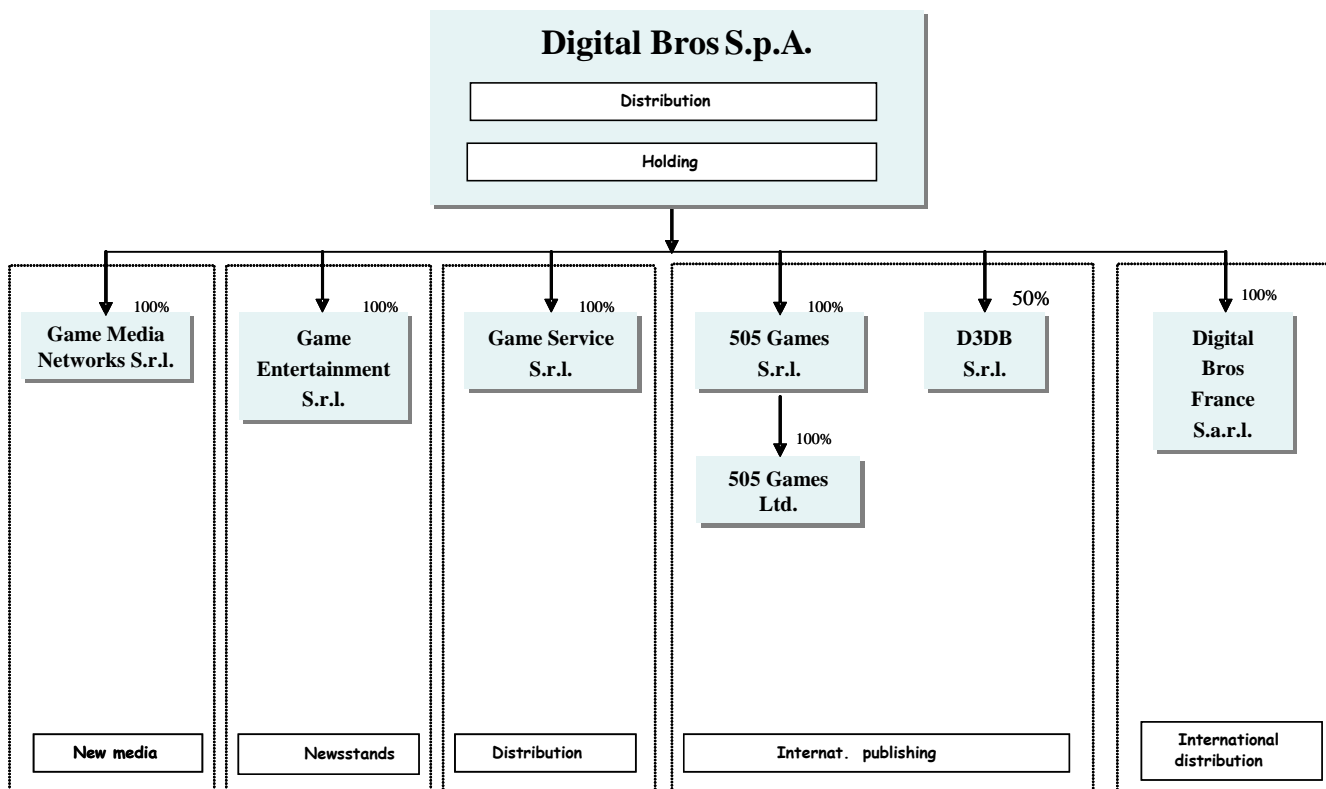 Digital Bros S.p.A.
Distribution
Holding
100%
Game Media
Networks S.r.l.
100%
Game
Entertainment
S.r.l.
100%
Game Service
S.r.l.
100%
505 Games
S.r.l.
100%
505 Games
Ltd.
50%
D3DB
S.r.l.
100%
Digital
Bros
France
S.a.r.l.
New media
Newsstands
Distribution
Internat. publishing
International
distribution